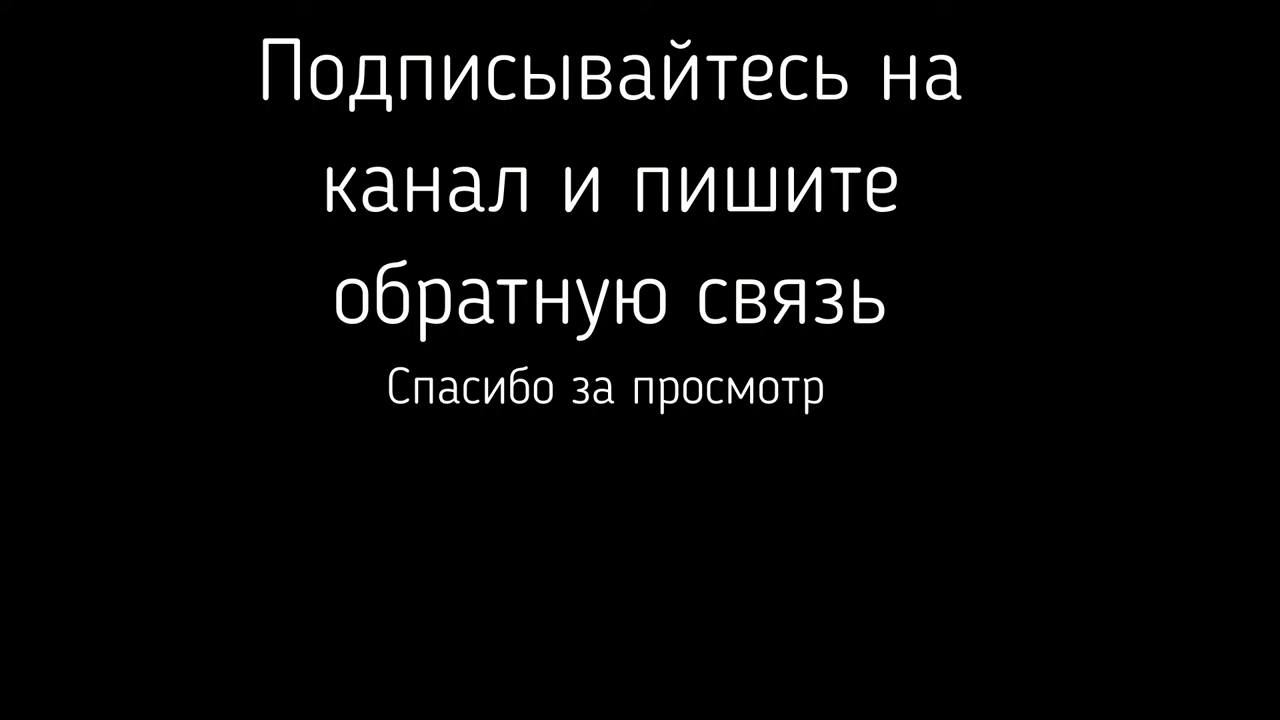 Подписывайтесь на
канал и пишите
обратную связь
Спасибо за просмотр